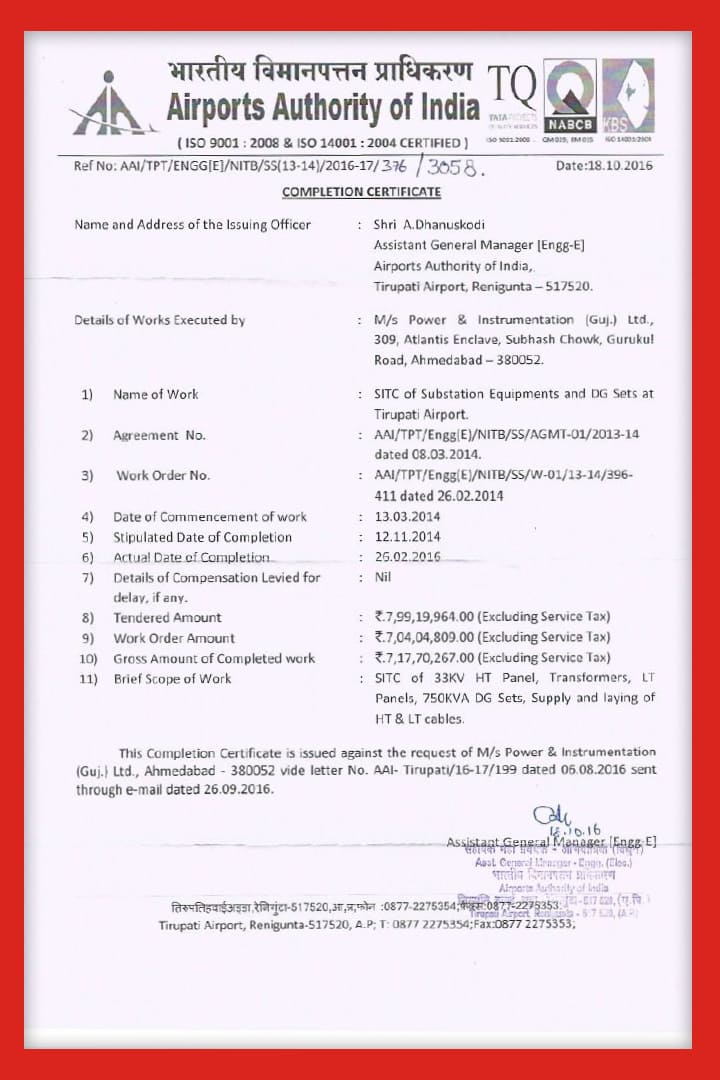 भारतीय विमानपत्तन प्राधिकरण
Airports Authority of India
( ISO 9001 : 2008 & ISO 14001 : 2004 CERTIFIED )
TQ
TATA PROJECTS
QUALITY SERVICES
ISO 9001:2008
NABCB
QM 025, EM 015
KBS
ISO 14001:2004
Ref No: AAI/TPT/ENGG[E]/NITB/SS(13-14)/2016-17/ 376 / 3058. Date:18.10.2016
COMPLETION CERTIFICATE
Name and Address of the Issuing Officer : Shri A.Dhanuskodi
Assistant General Manager [Engg-E]
Airports Authority of India,.
Tirupati Airport, Renigunta – 517520.
Details of Works Executed by : M/s Power & Instrumentation (Guj.) Ltd.,
309, Atlantis Enclave, Subhash Chowk, Gurukul
Road, Ahmedabad – 380052.
1) Name of Work : SITC of Substation Equipments and DG Sets at
Tirupati Airport.
2) Agreement No. : AAI/TPT/Engg(E)/NITB/SS/AGMT-01/2013-14
dated 08.03.2014.
3) Work Order No. : AAI/TPT/Engg(E)/NITB/SS/W-01/13-14/396-
411 dated 26.02.2014
4) Date of Commencement of work : 13.03.2014
5) Stipulated Date of Completion : 12.11.2014
6) Actual Date of Completion : 26.02.2016
7) Details of Compensation Levied for : Nil
delay, if any.
8) Tendered Amount : ₹.7,99,19,964.00 (Excluding Service Tax)
9) Work Order Amount : ₹.7,04,04,809.00 (Excluding Service Tax)
10) Gross Amount of Completed work : ₹.7,17,70,267.00 (Excluding Service Tax)
11) Brief Scope of Work : SITC of 33KV HT Panel, Transformers, LT
Panels, 750KVA DG Sets, Supply and laying of
HT & LT cables.
This Completion Certificate is issued against the request of M/s Power & Instrumentation
(Guj.) Ltd., Ahmedabad - 380052 vide letter No. AAI- Tirupati/16-17/199 dated 06.08.2016 sent
through e-mail dated 26.09.2016.
18.10.16
Assistant General Manager [Engg-E]
Asst. General Manager - Engg. (Elec.)
भारतीय विमानपत्तन प्राधिकरण
Airports Authority of India
Tirupati Airport, Renigunta - 517 520, (A.P.)
तिरुपतिहवाईअड्डा,रेनिगुंटा-517520,आ,प्र,फोन :0877-2275354;फैक्स:0877-2275353;
Tirupati Airport, Renigunta-517520, A.P; T: 0877 2275354;Fax:0877 2275353;